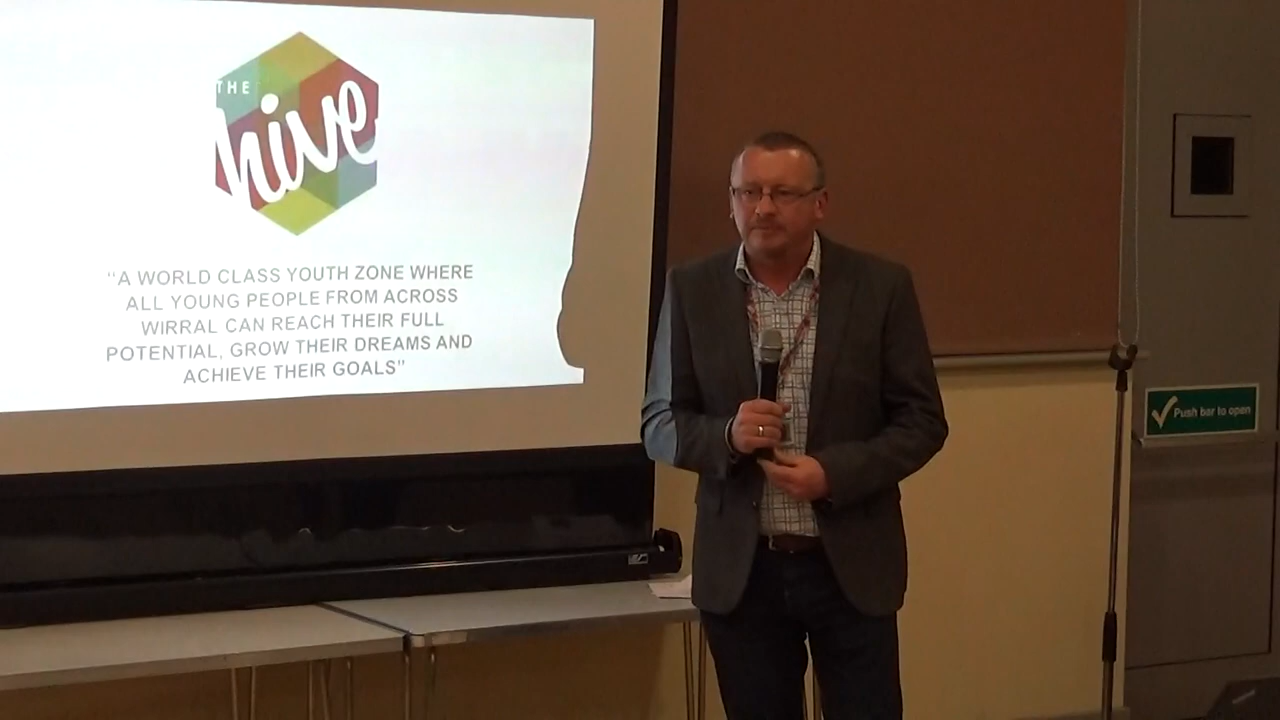 THE
hive
"A WORLD CLASS YOUTH ZONE WHERE
ALL YOUNG PEOPLE FROM ACROSS
WIRRAL CAN REACH THEIR FULL
POTENTIAL, GROW THEIR DREAMS AND
ACHIEVE THEIR GOALS"
Push bar to open